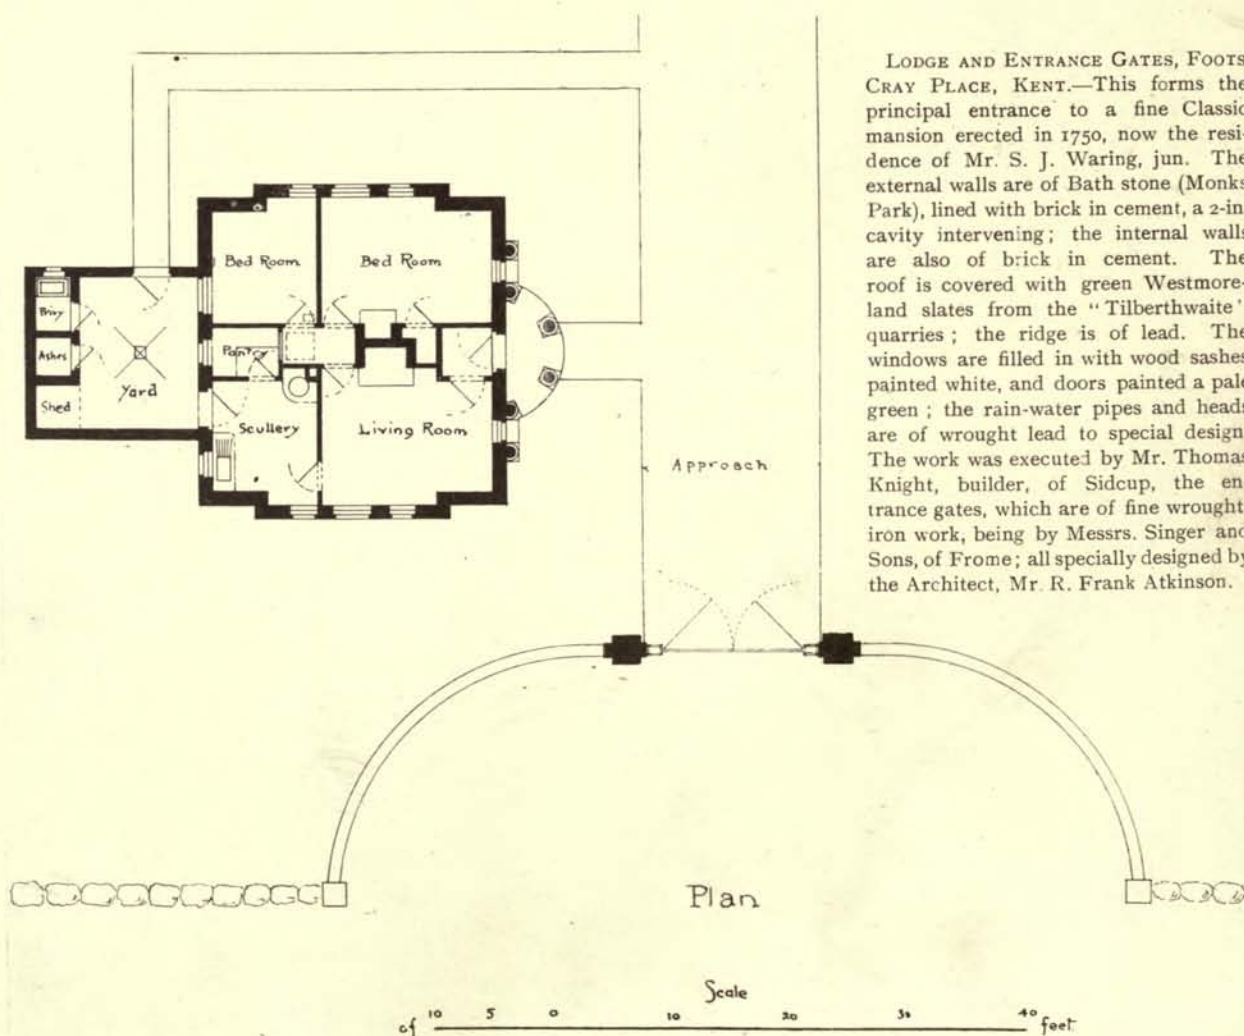 LODGE AND ENTRANCE GATES, FOOTS
CRAY PLACE, KENT.—This forms the
principal entrance to a fine Classic
mansion erected in 1750, now the resi-
dence of Mr. S. J. Waring, jun. The
external walls are of Bath stone (Monks
Park), lined with brick in cement, a 2-in
cavity intervening; the internal walls
are also of brick in cement. The
roof is covered with green Westmore-
land slates from the "Tilberthwaite"
quarries; the ridge is of lead. The
windows are filled in with wood sashes
painted white, and doors painted a pale
green; the rain-water pipes and heads
are of wrought lead to special design
The work was executed by Mr. Thomas
Knight, builder, of Sidcup, the en-
trance gates, which are of fine wrought
iron work, being by Messrs. Singer and
Sons, of Frome; all specially designed by
the Architect, Mr. R. Frank Atkinson.
Bed Room
Bed Room
Privy
Ashes
Shed
Yard
Pantry
Scullery
Living Room
Approach
Plan
Scale
of 10 5 0 10 20 30 40 feet